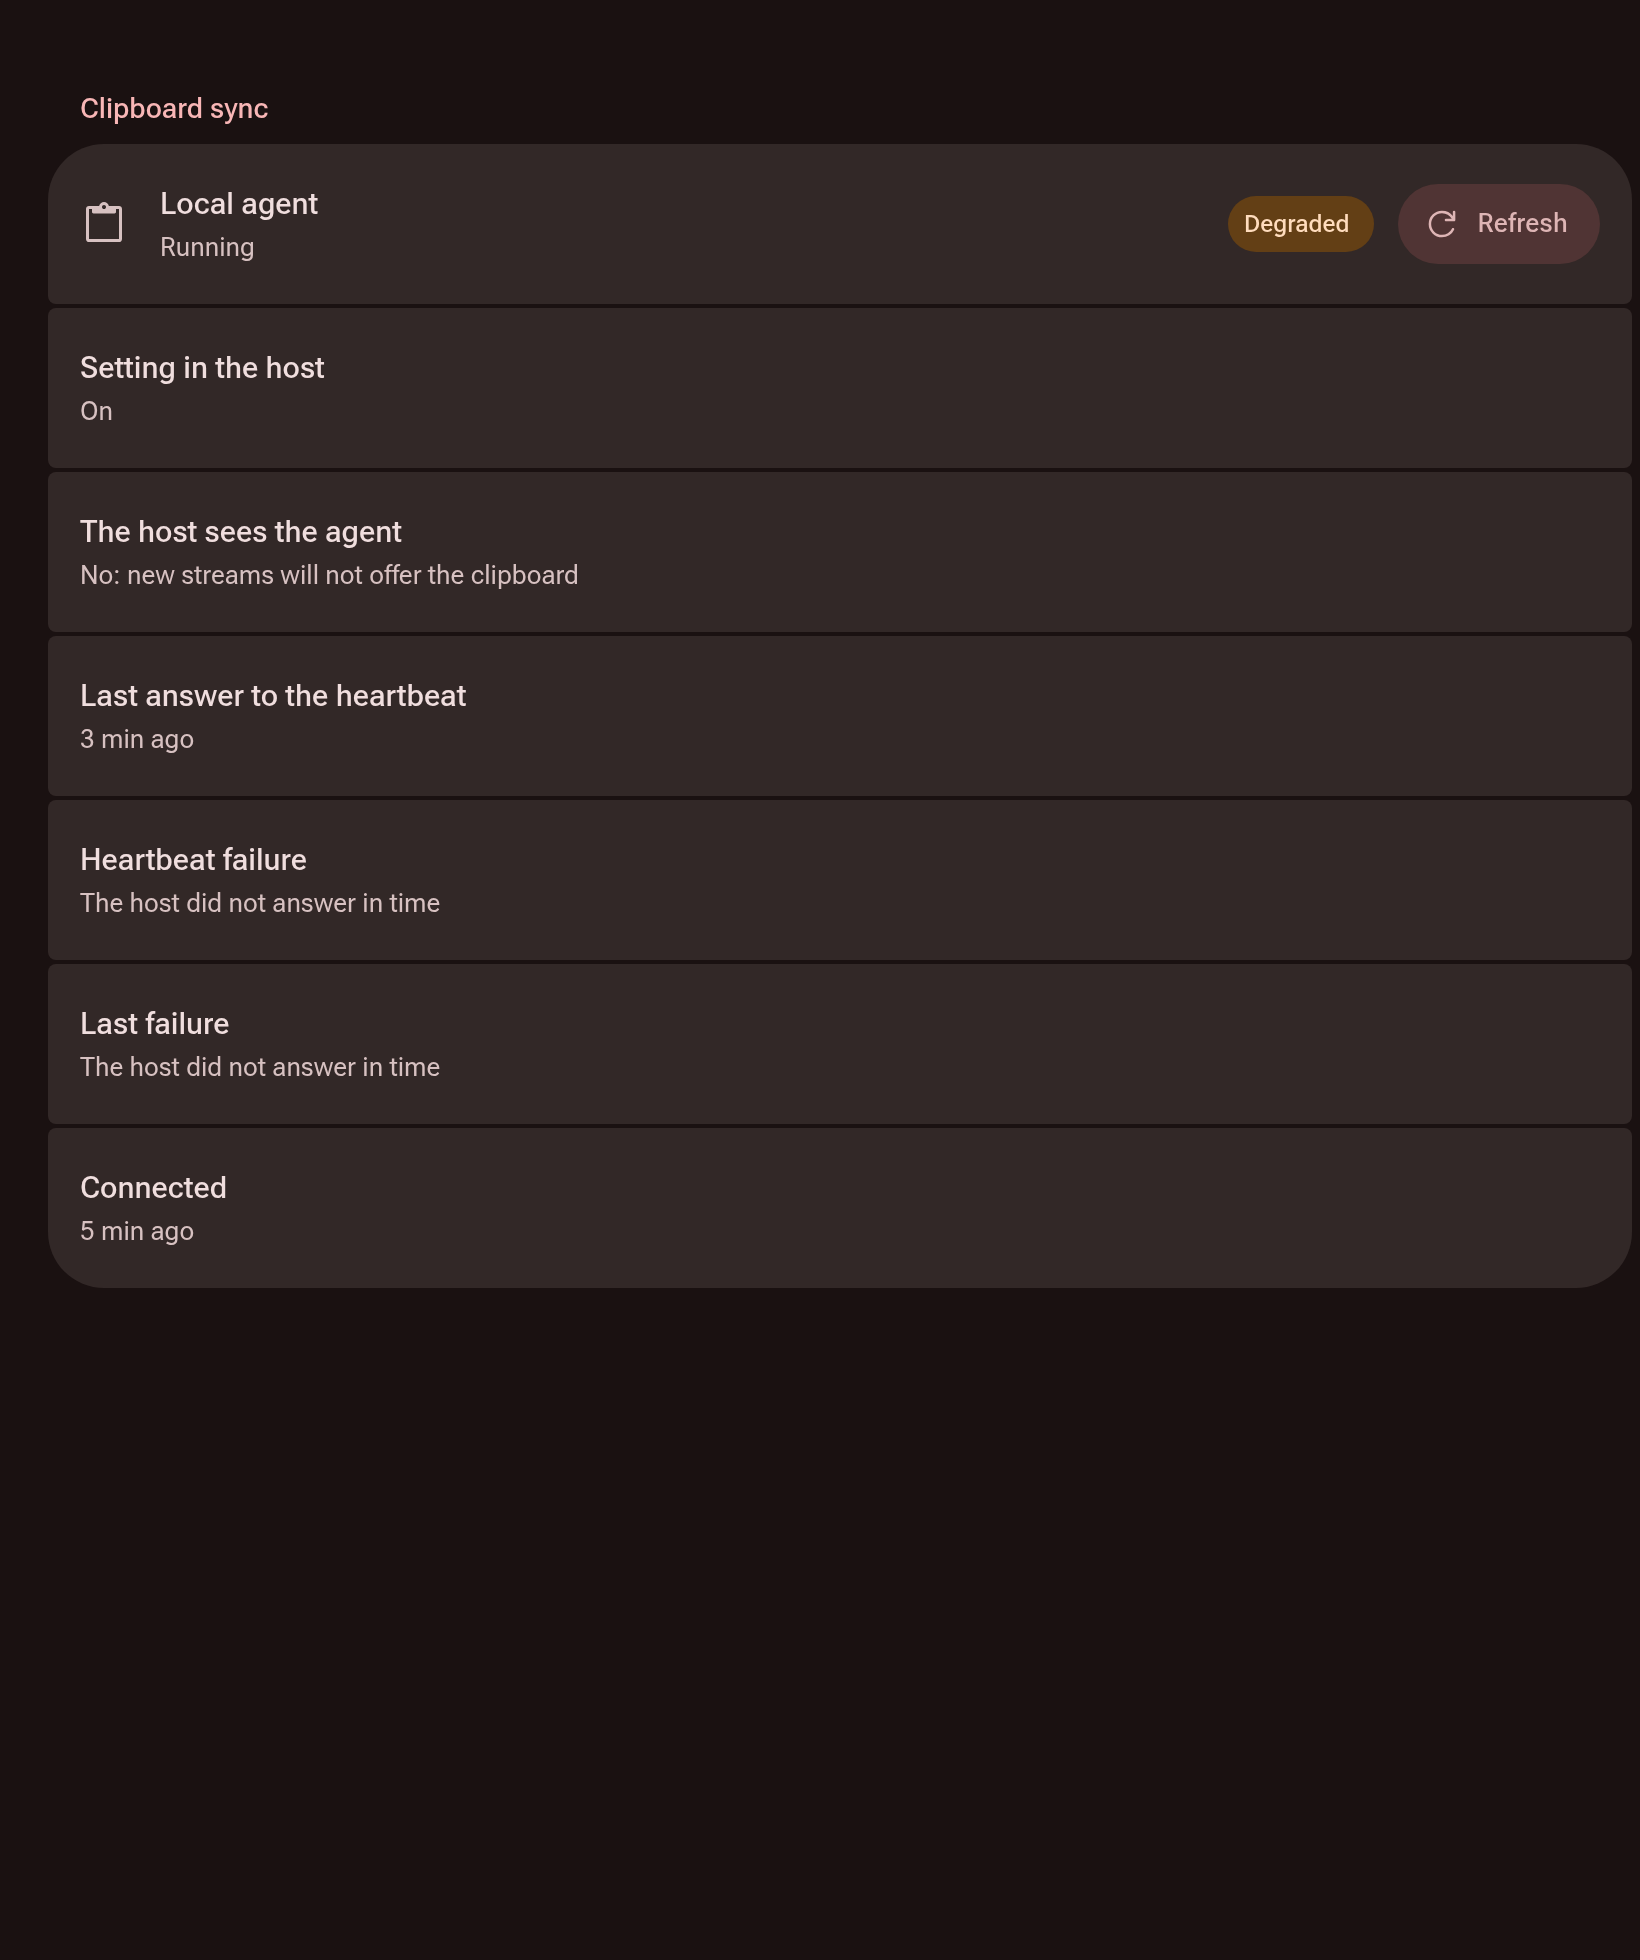 Clipboard sync
Local agent
Running
Degraded
Refresh
Setting in the host
On
The host sees the agent
No: new streams will not offer the clipboard
Last answer to the heartbeat
3 min ago
Heartbeat failure
The host did not answer in time
Last failure
The host did not answer in time
Connected
5 min ago